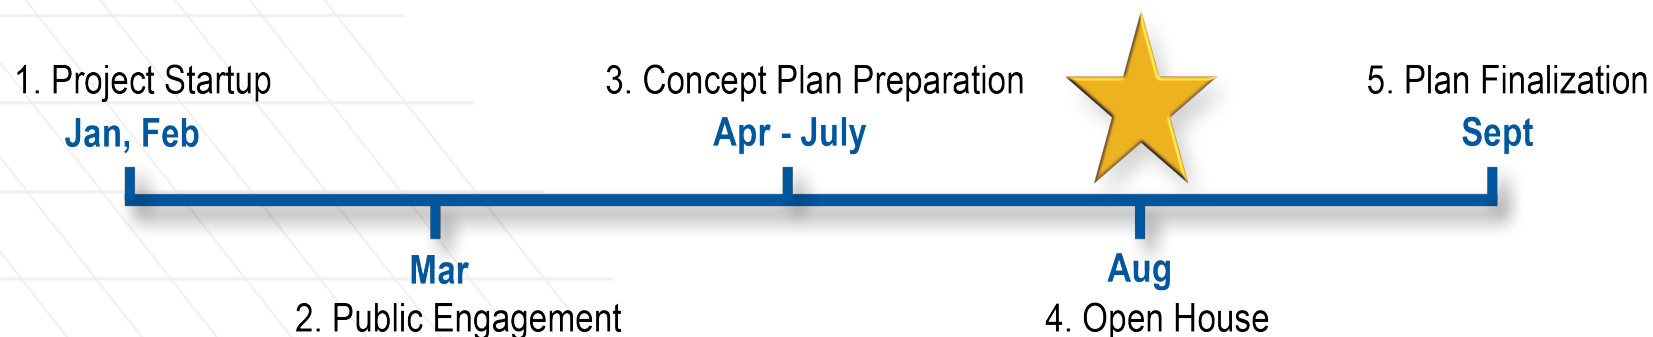 1. Project Startup
Jan, Feb
Mar
2. Public Engagement
3. Concept Plan Preparation
Apr - July
Aug
4. Open House
5. Plan Finalization
Sept